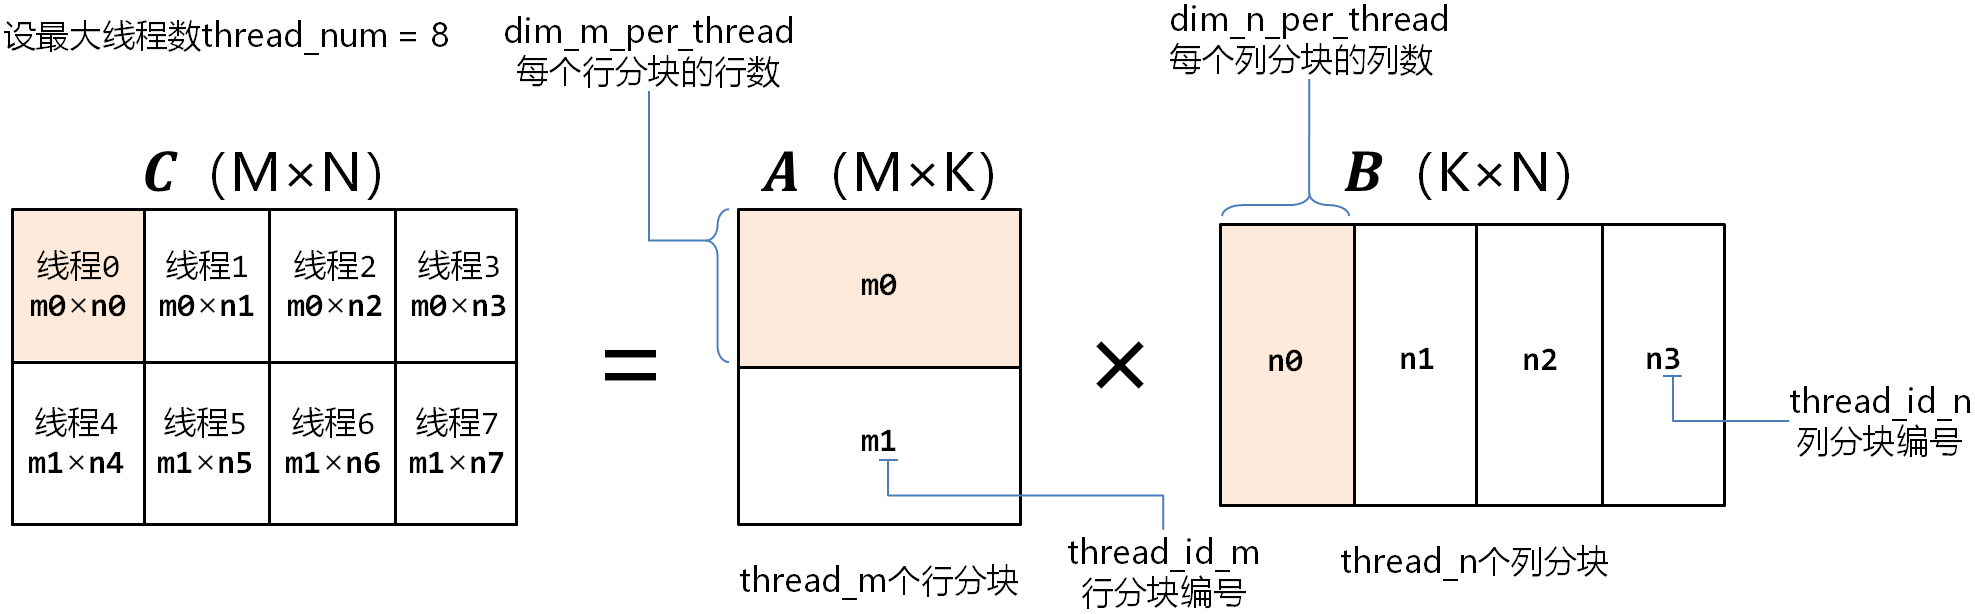 设最大线程数thread_num = 8
dim_m_per_thread
每个行分块的行数
dim_n_per_thread
每个列分块的列数
C（M×N）
A（M×K）
B（K×N）
线程0
m0×n0
线程1
m0×n1
线程2
m0×n2
线程3
m0×n3
线程4
m1×n4
线程5
m1×n5
线程6
m1×n6
线程7
m1×n7
=
m0
m1
×
n0
n1
n2
n3
thread_id_n
列分块编号
thread_id_m
行分块编号
thread_m个行分块
thread_n个列分块